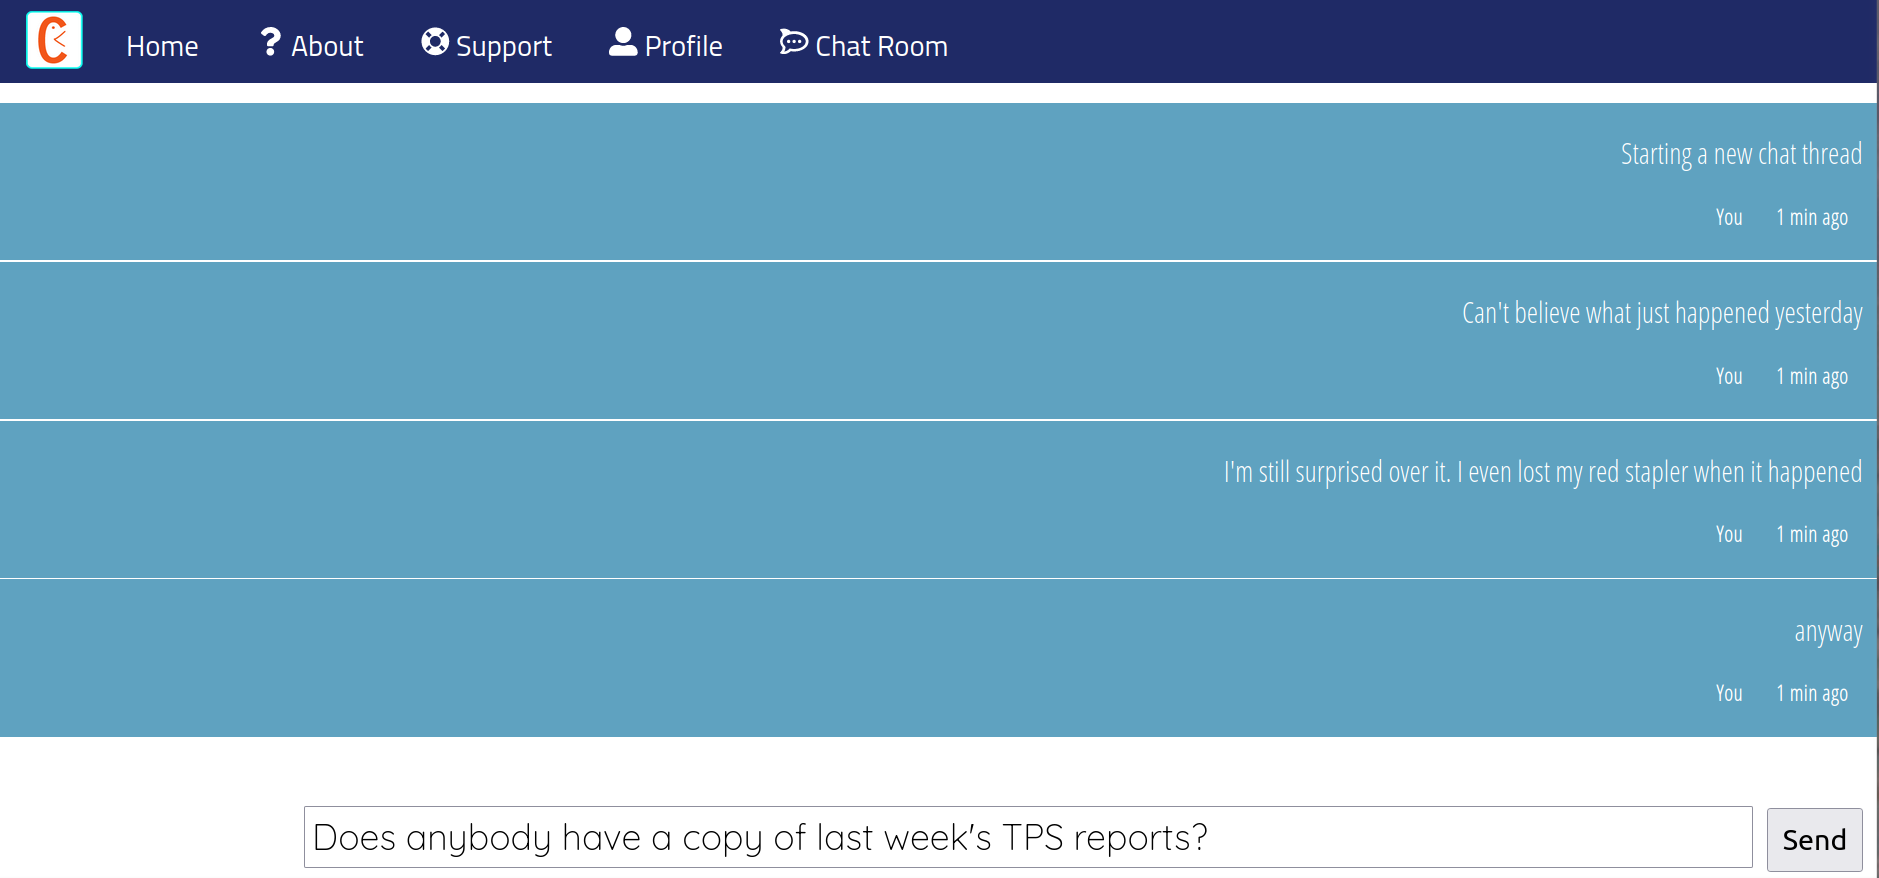 Home ? About Support Profile Chat Room
Starting a new chat thread
You 1 min ago
Can't believe what just happened yesterday
You 1 min ago
I'm still surprised over it. I even lost my red stapler when it happened
You 1 min ago
anyway
You 1 min ago
Does anybody have a copy of last week's TPS reports? Send